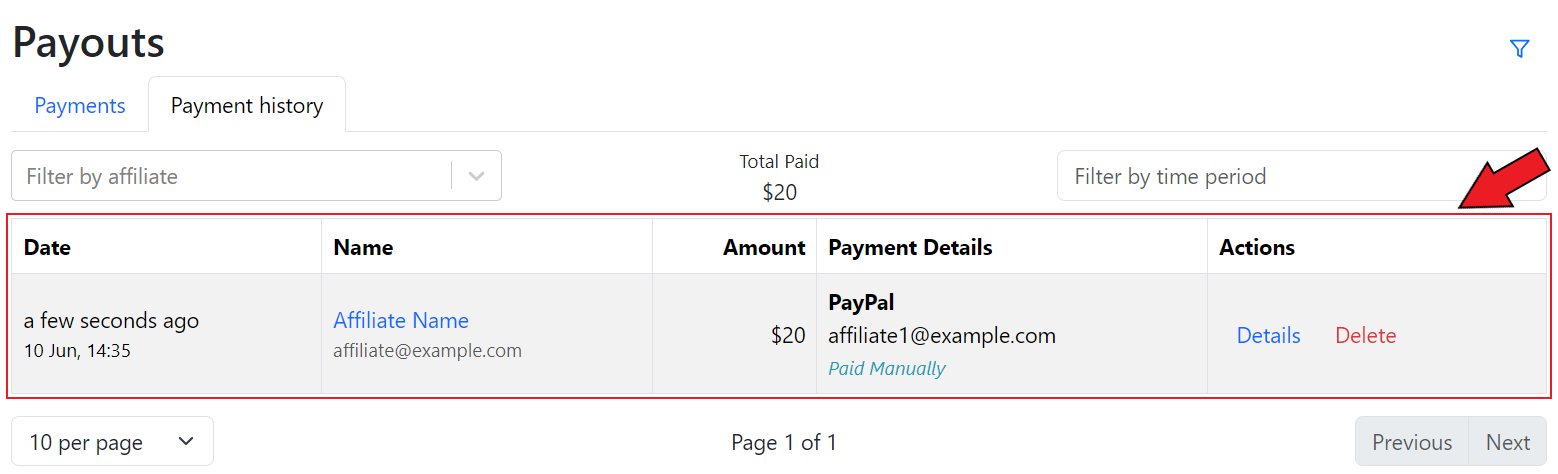 Payouts
Payments
Payment history
Filter by affiliate
Total Paid
$20
Filter by time period
Date Name Amount Payment Details Actions
a few seconds ago
10 Jun, 14:35
Affiliate Name
affiliate@example.com
$20
PayPal
affiliate1@example.com
Paid Manually
Details Delete
10 per page
Page 1 of 1
Previous Next